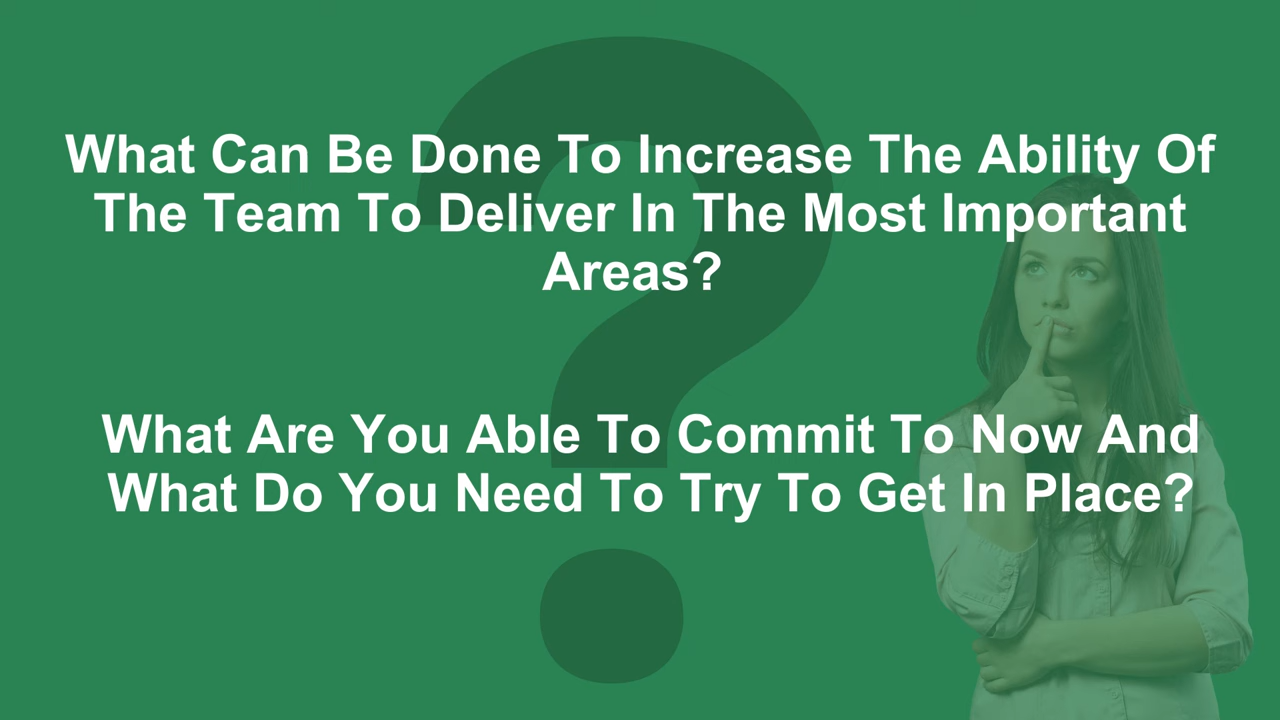 What Can Be Done To Increase The Ability Of
The Team To Deliver In The Most Important
Areas?
What Are You Able To Commit To Now And
What Do You Need To Try To Get In Place?